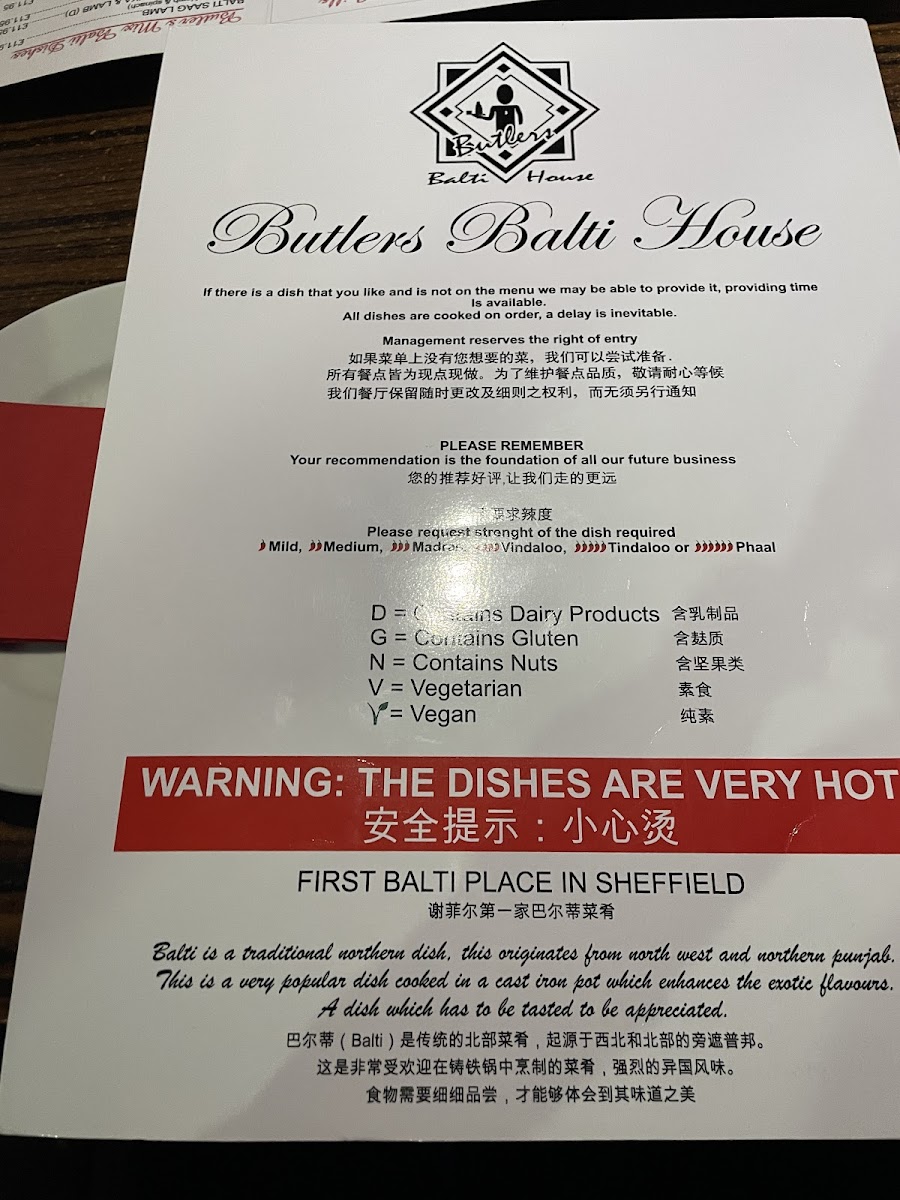 Butler's Mix Balti Dishes
BALTI SAAG LAMB
& LAMB (D)
£11.95
Butlers
Balti House
Butlers Balti House
If there is a dish that you like and is not on the menu we may be able to provide it, providing time
Is available.
All dishes are cooked on order, a delay is inevitable.
Management reserves the right of entry
如果菜单上没有您想要的菜，我们可以尝试准备.
所有餐点皆为现点现做。为了维护餐点品质，敬请耐心等候
我们餐厅保留随时更改及细则之权利，而无须另行通知
PLEASE REMEMBER
Your recommendation is the foundation of all our future business
您的推荐好评,让我们走的更远
求辣度
Please request strenght of the dish required
Mild, Medium, Madras, Vindaloo, Tindaloo or Phaal
D = Contains Dairy Products 含乳制品
G = Contains Gluten 含麸质
N = Contains Nuts 含坚果类
V = Vegetarian 素食
V = Vegan 纯素
WARNING: THE DISHES ARE VERY HOT
安全提示：小心烫
FIRST BALTI PLACE IN SHEFFIELD
谢菲尔第一家巴尔蒂菜肴
Balti is a traditional northern dish, this originates from north west and northern punjab.
This is a very popular dish cooked in a cast iron pot which enhances the exotic flavours.
A dish which has to be tasted to be appreciated.
巴尔蒂（Balti）是传统的北部菜肴，起源于西北和北部的旁遮普邦。
这是非常受欢迎在铸铁锅中烹制的菜肴，强烈的异国风味。
食物需要细细品尝，才能够体会到其味道之美